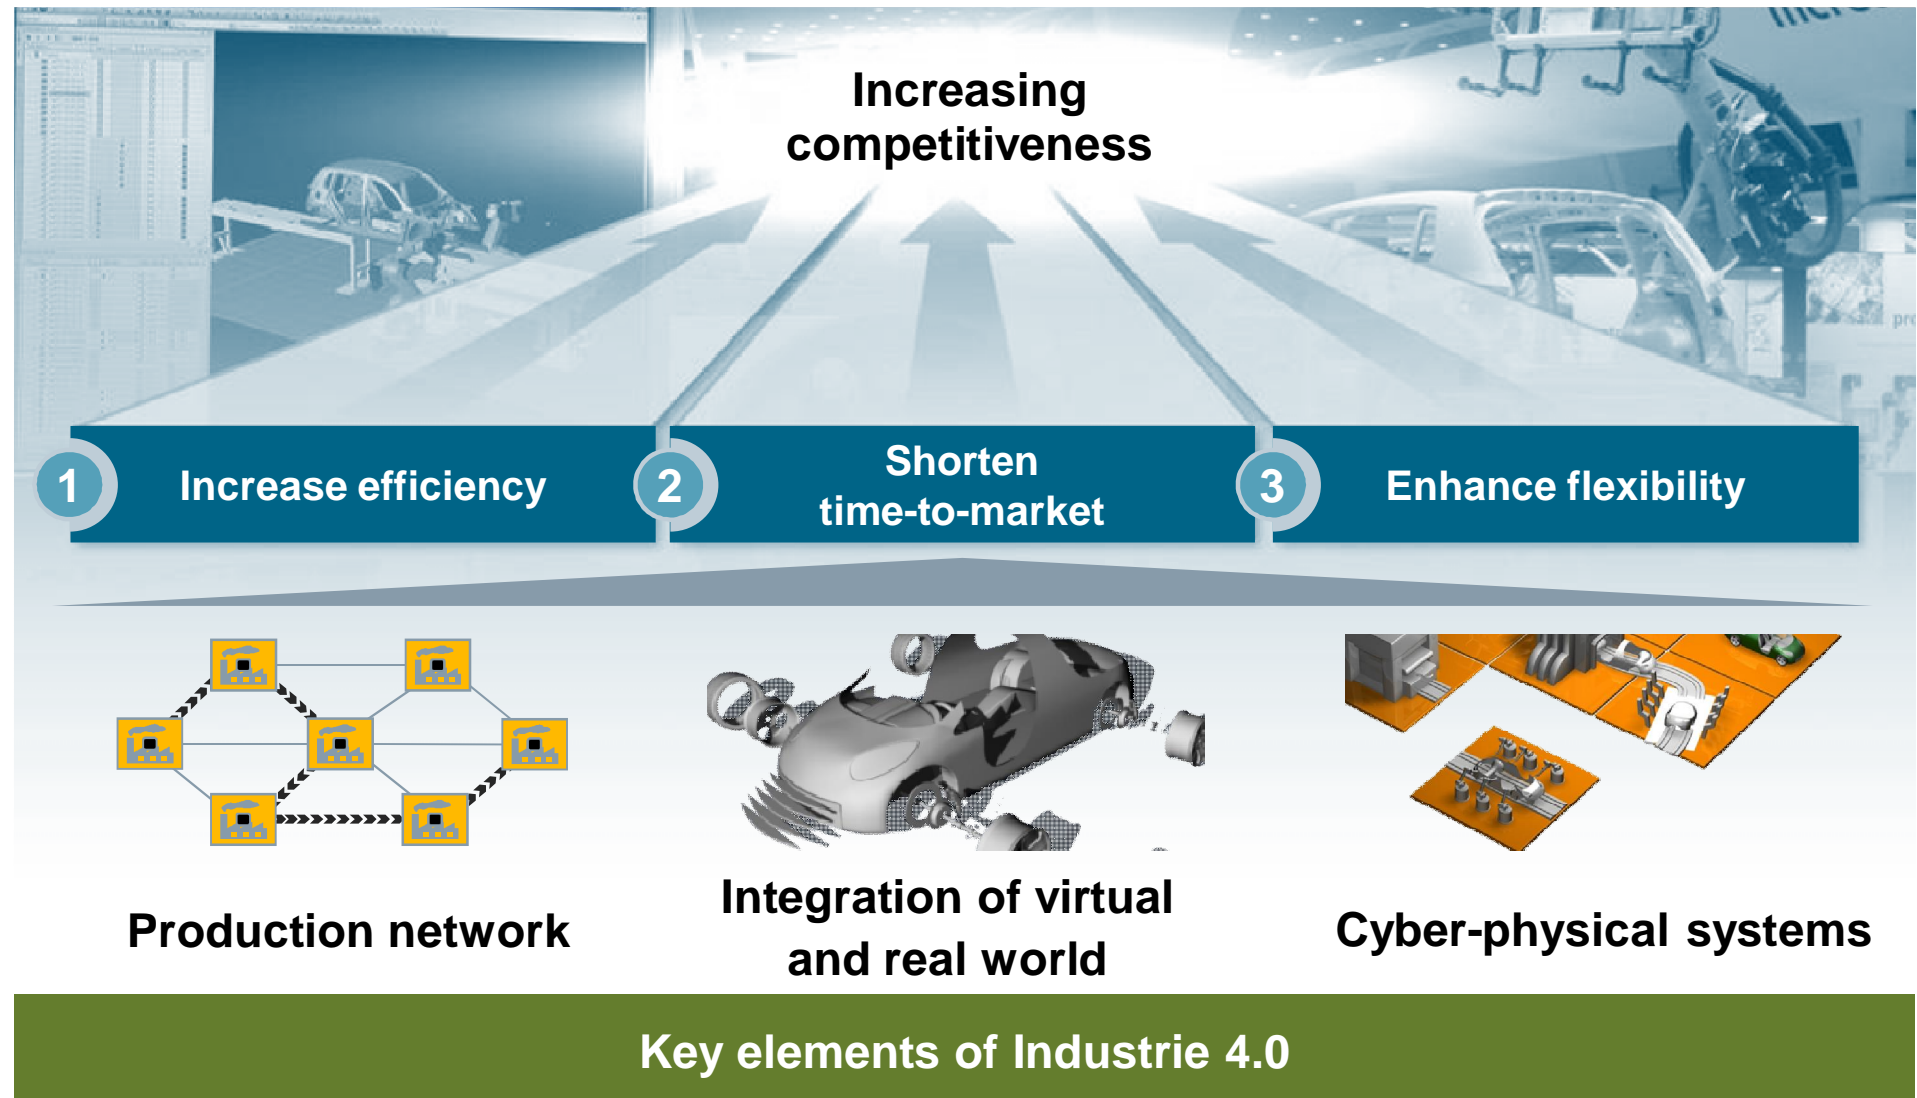 Increasing
competitiveness
1
Increase efficiency
2
Shorten
time-to-market
3
Enhance flexibility
Production network
Integration of virtual
and real world
Cyber-physical systems
Key elements of Industrie 4.0